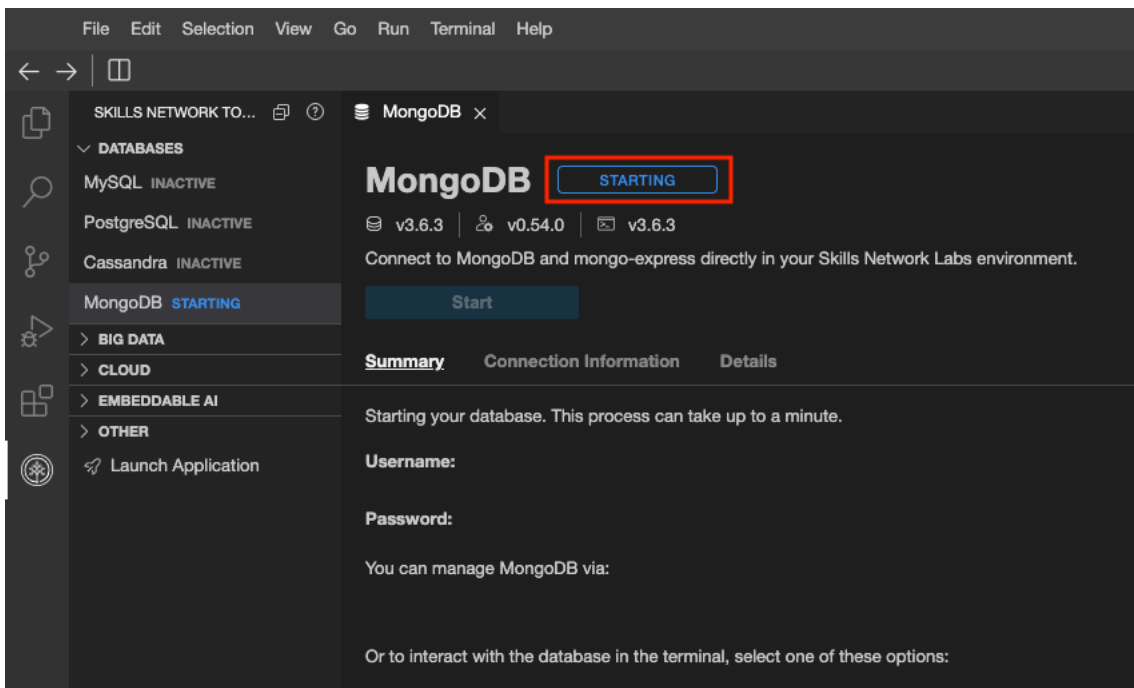 File Edit Selection View Go Run Terminal Help
SKILLS NETWORK TO...
MongoDB
DATABASES
MySQL INACTIVE
PostgreSQL INACTIVE
Cassandra INACTIVE
MongoDB STARTING
BIG DATA
CLOUD
EMBEDDABLE AI
OTHER
Launch Application
MongoDB STARTING
v3.6.3 v0.54.0 v3.6.3
Connect to MongoDB and mongo-express directly in your Skills Network Labs environment.
Start
Summary Connection Information Details
Starting your database. This process can take up to a minute.
Username:
Password:
You can manage MongoDB via:
Or to interact with the database in the terminal, select one of these options: